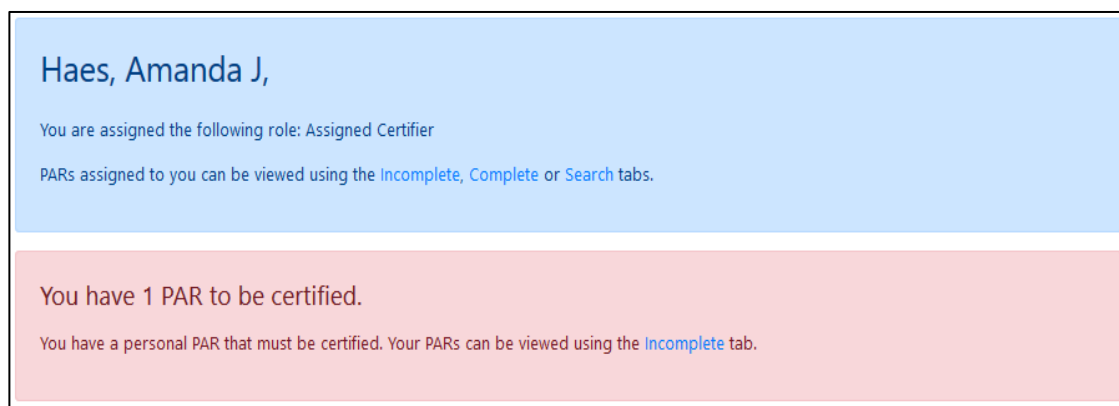 Haes, Amanda J,
You are assigned the following role: Assigned Certifier
PARs assigned to you can be viewed using the Incomplete, Complete or Search tabs.
You have 1 PAR to be certified.
You have a personal PAR that must be certified. Your PARs can be viewed using the Incomplete tab.